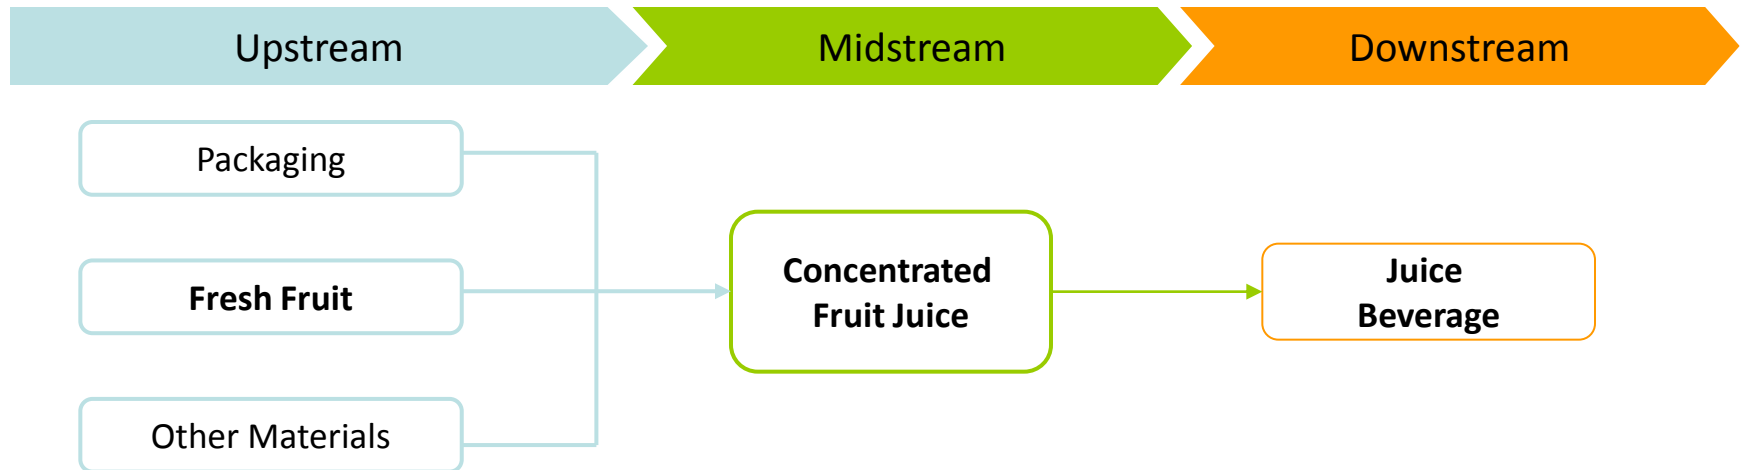 Upstream
Midstream
Downstream
Packaging
Fresh Fruit
Other Materials
Concentrated
Fruit Juice
Juice
Beverage